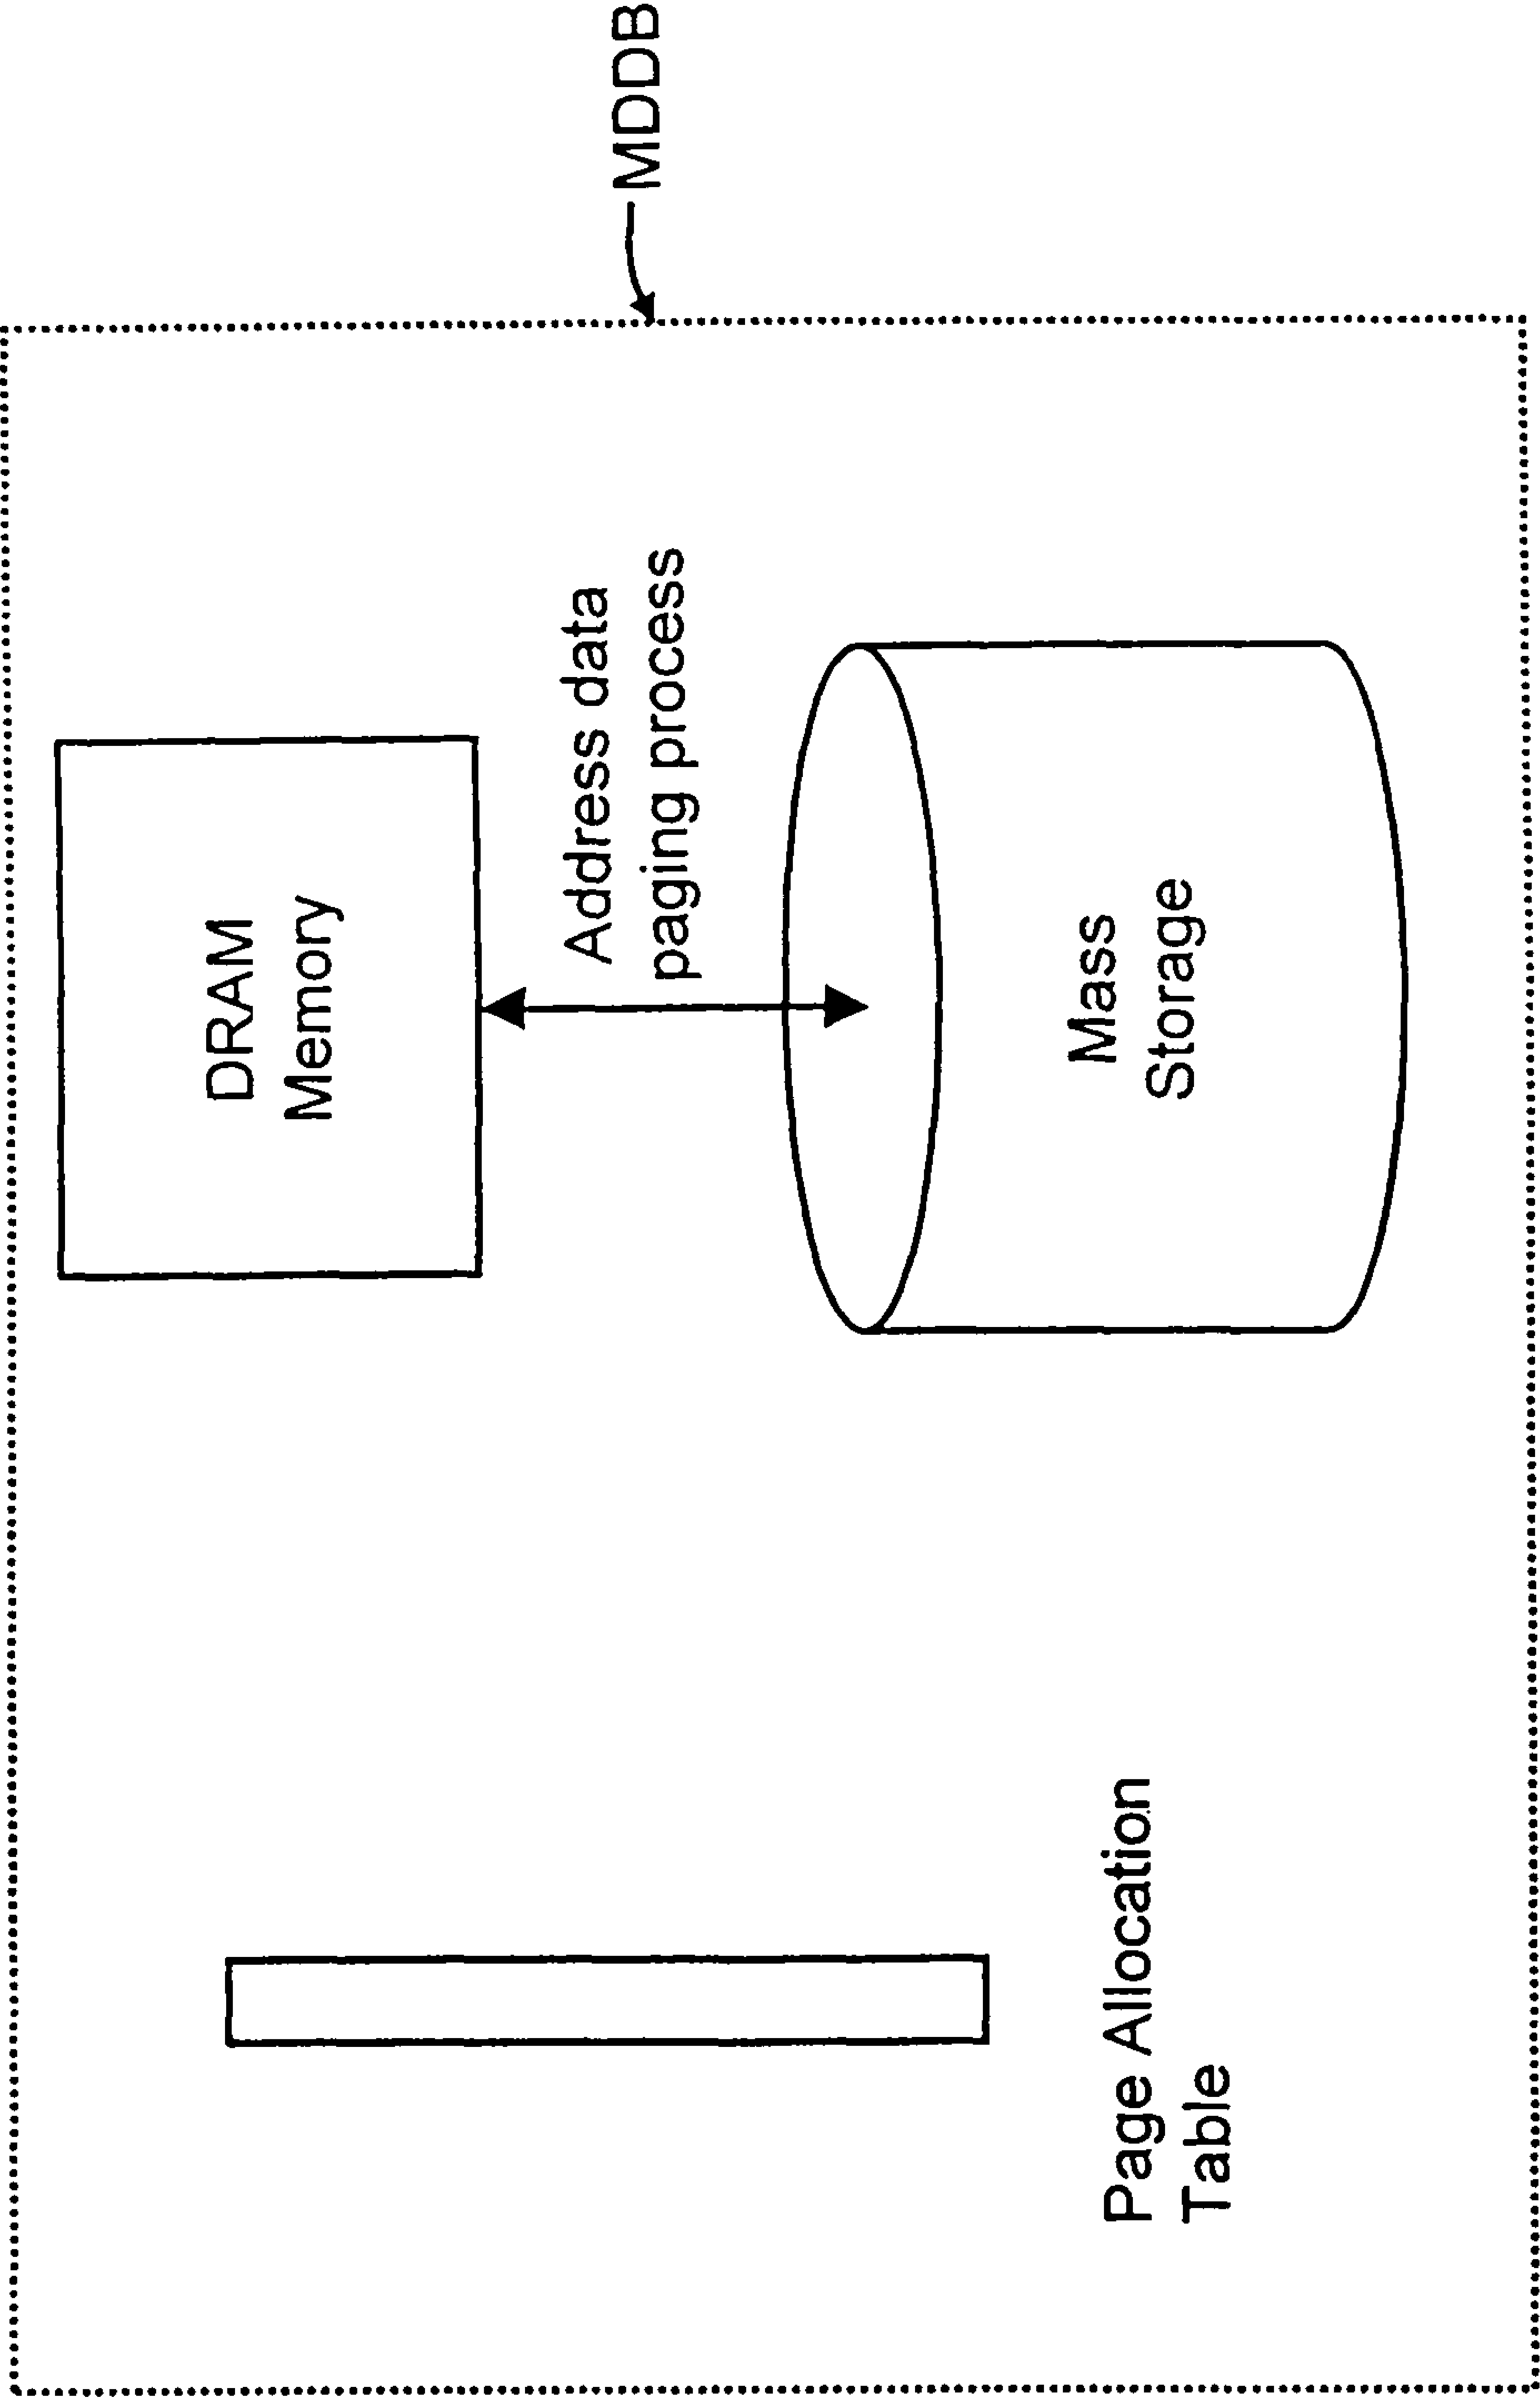 MDDB
DRAM
Memory
Address data
paging process
Mass
Storage
Page Allocation
Table